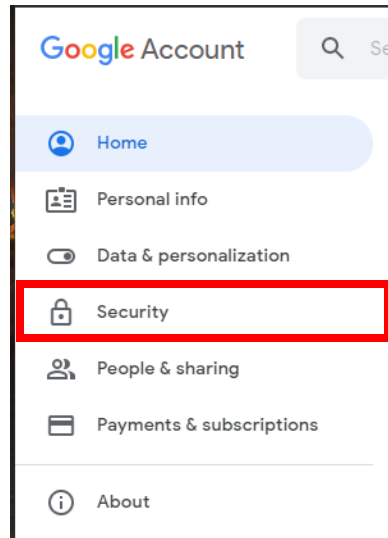 Google Account
Home
Personal info
Data & personalization
Security
People & sharing
Payments & subscriptions
About